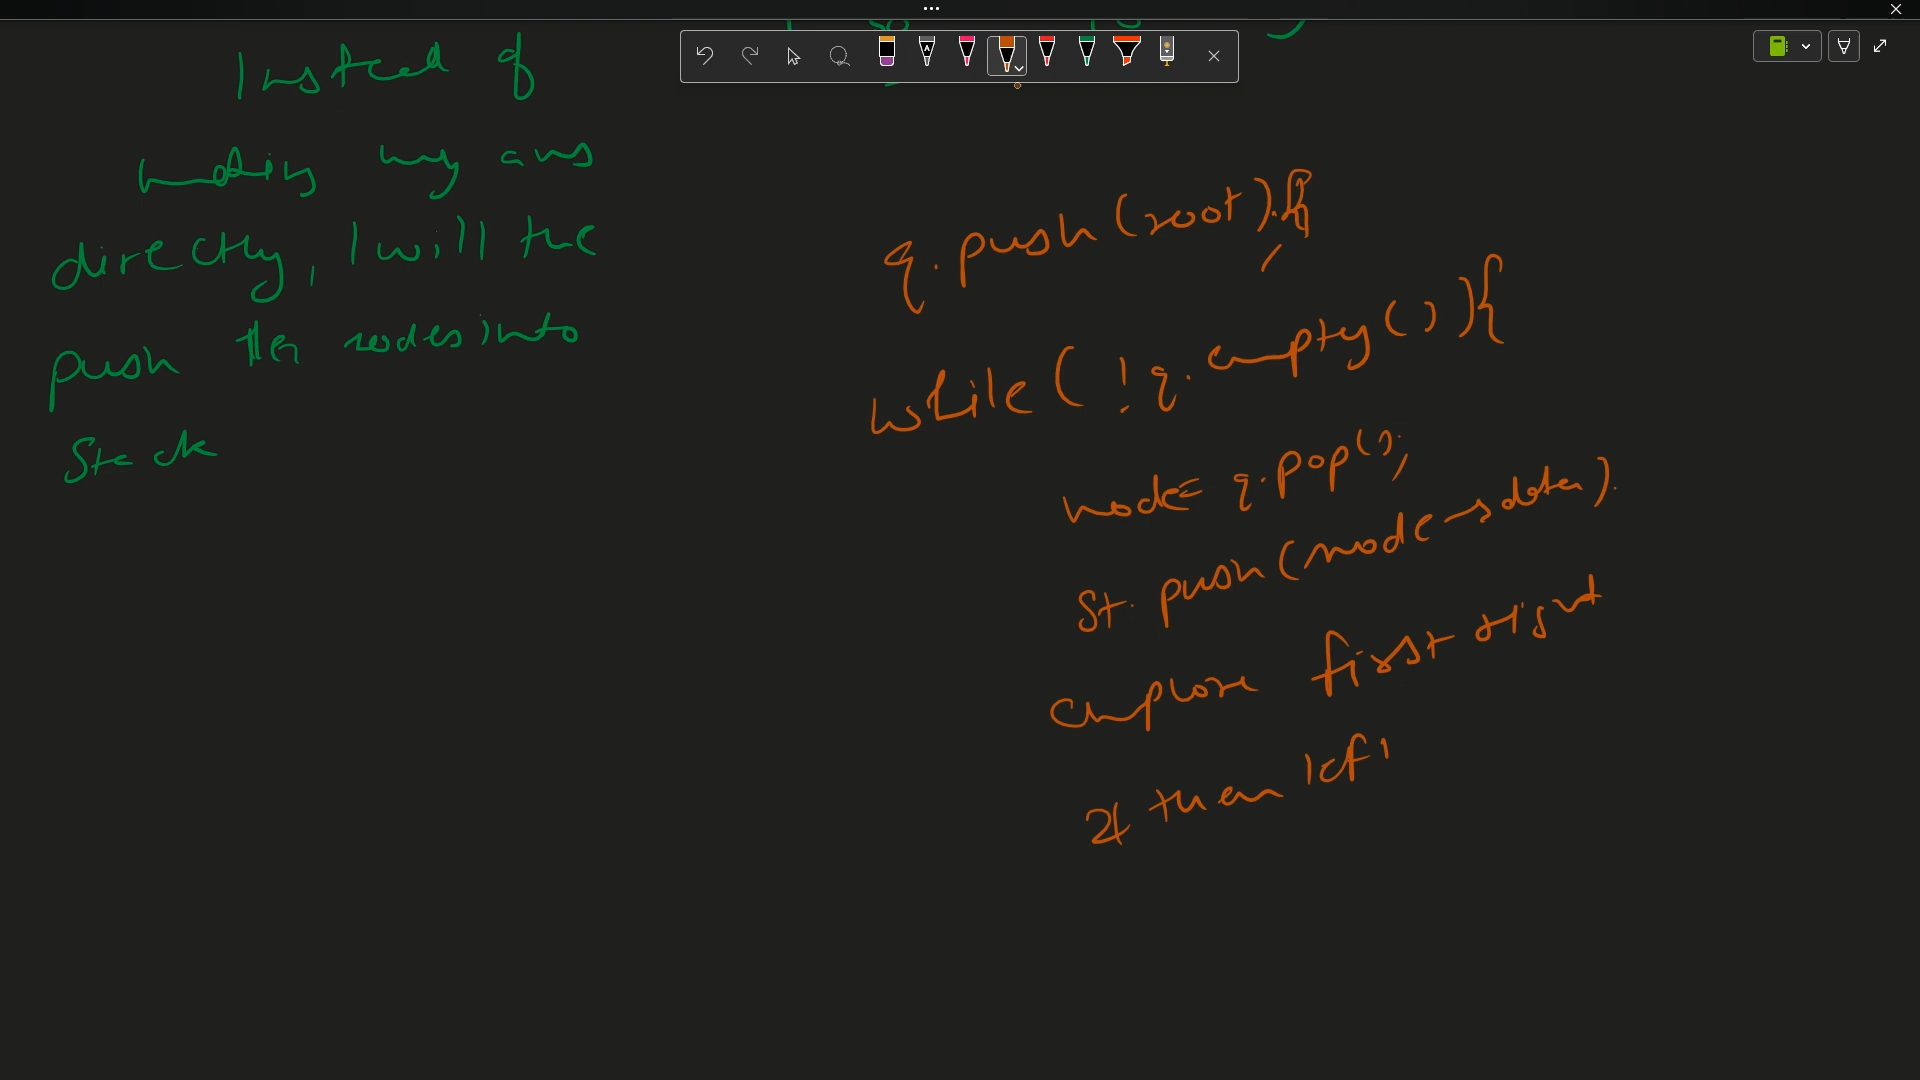 Instead of
making my ans
directly, I will the
push the nodes into
Stack
q.push(root);
while( !q.empty() ){
node= q.pop();
St.push(node->data).
explore first right
& then left